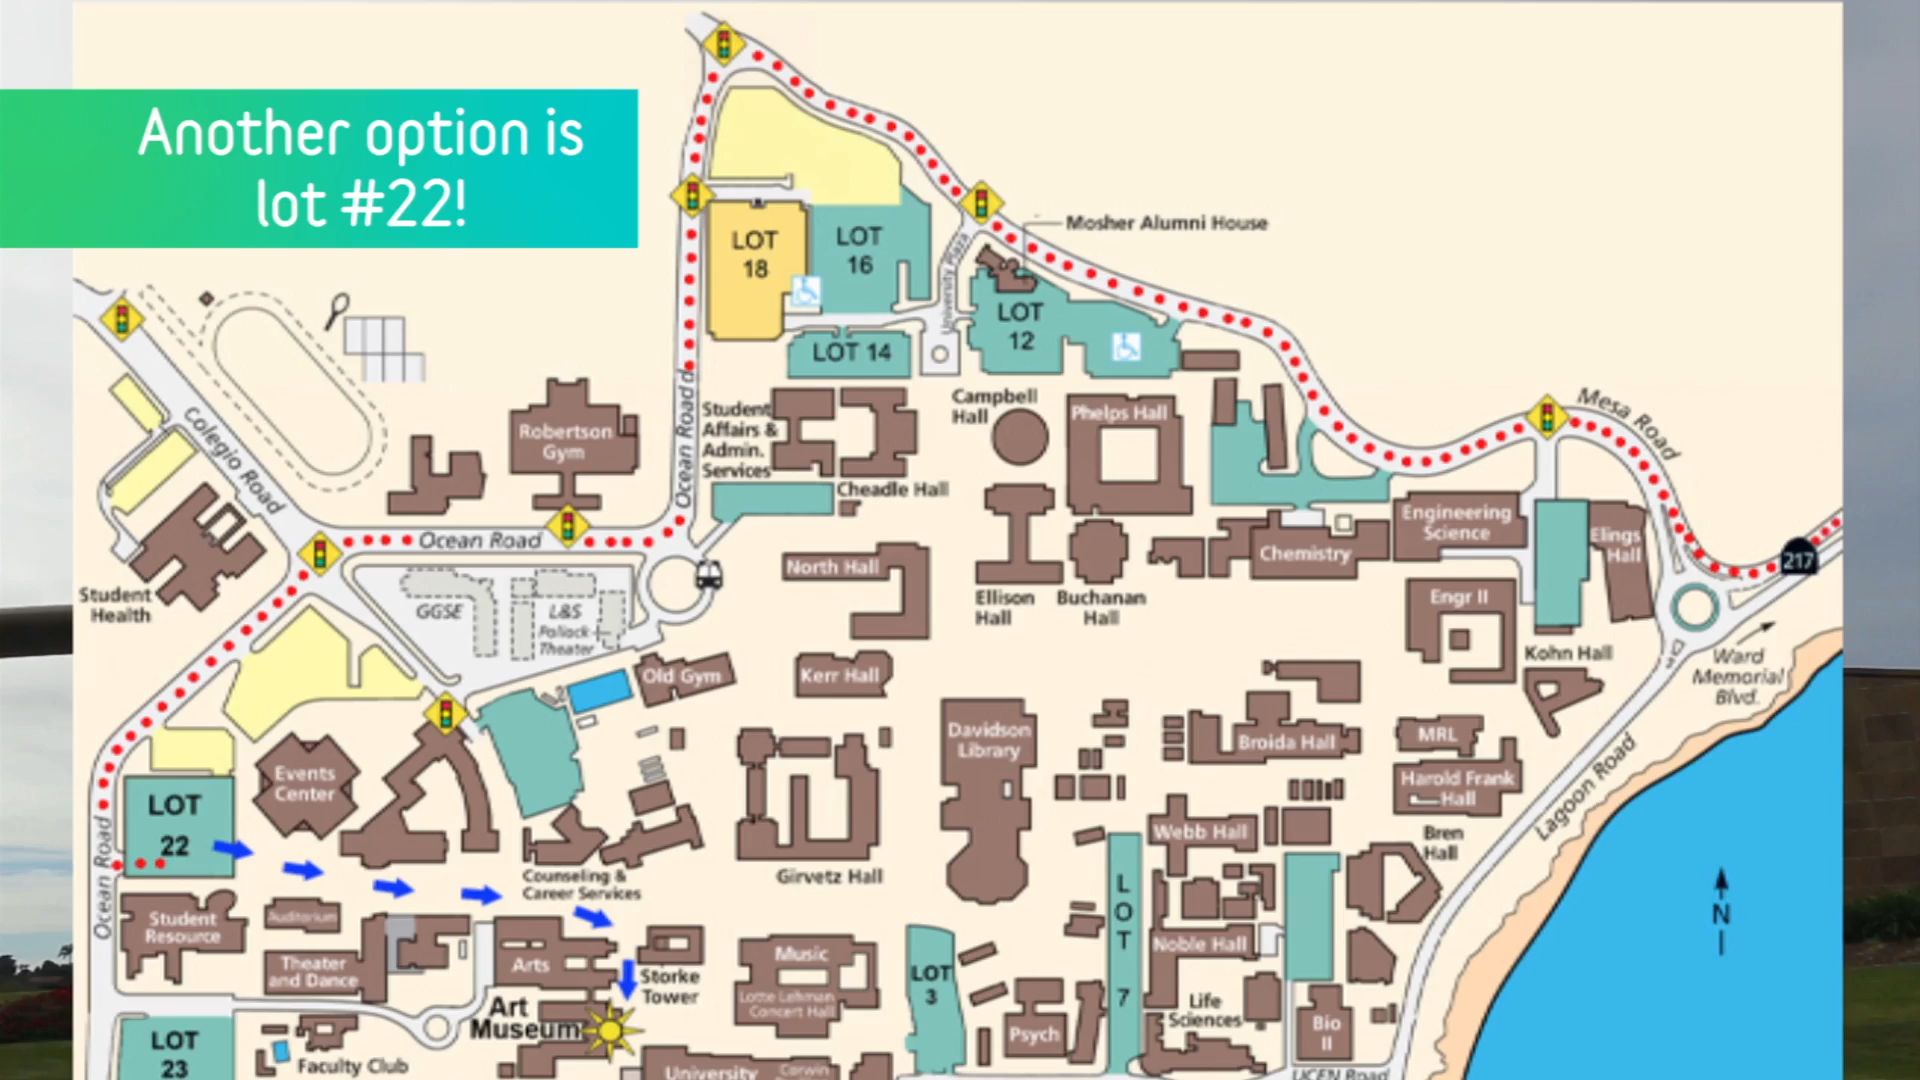 Another option is
lot #22!
LOT
18
LOT
16
University Plaza
Mosher Alumni House
LOT
12
LOT 14
Mesa Road
Colegio Road
Ocean Road
Robertson
Gym
Student
Affairs &
Admin.
Services
Cheadle Hall
Campbell
Hall
Phelps Hall
Engineering
Science
Elings
Hall
217
Chemistry
Ocean Road
Student
Health
GGSE
L&S
Pollock
Theater
North Hall
Ellison
Hall
Buchanan
Hall
Engr II
Kohn Hall
Ward
Memorial
Blvd.
Old Gym
Kerr Hall
Davidson
Library
Broida Hall
MRL
Harold Frank
Hall
Lagoon Road
Events
Center
LOT
22
Ocean Road
Counseling &
Career Services
Girvetz Hall
Webb Hall
Bren
Hall
L
O
T
7
N
Student
Resource
Auditorium
Theater
and Dance
Arts
Storke
Tower
Music
Lotte Lehman
Concert Hall
LOT
3
Noble Hall
Life
Sciences
Psych
Bio
II
Art
Museum
LOT
23
Faculty Club
University
Corwin
UCEN Road